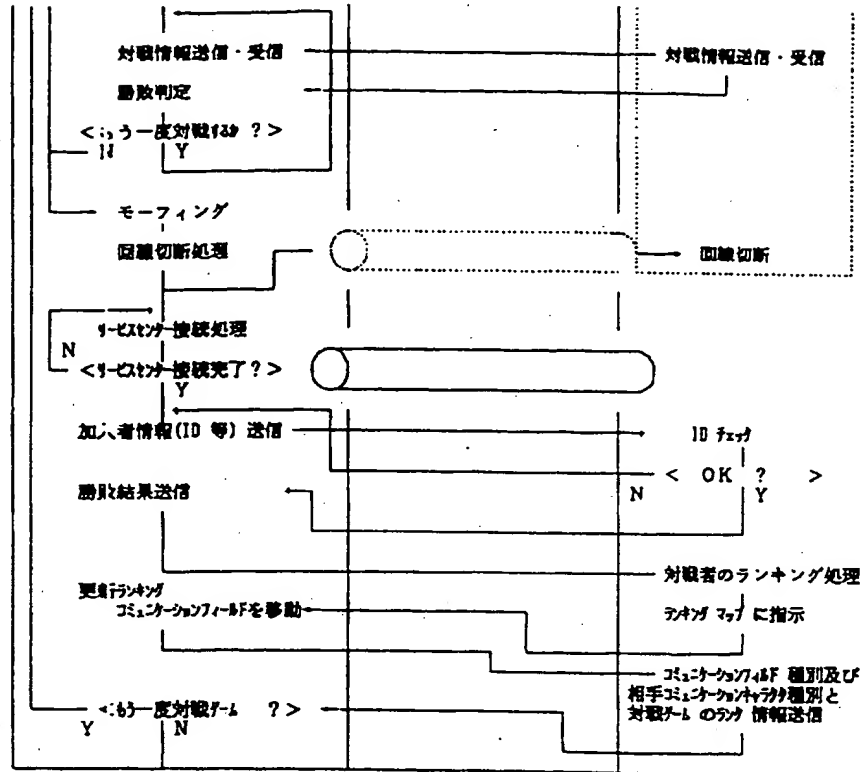 対戦情報送信・受信 対戦情報送信・受信
勝敗判定
<もう一度対戦するか ?>
N Y
モーフィング
回線切断処理 回線切断
サービスセンター接続処理
N
<サービスセンター接続完了?>
Y
加入者情報(ID 等) 送信 ID チェック
< OK ? >
N Y
勝敗結果送信
対戦者のランキング処理
更新ランキング
コミュニケーションフィールドを移動 ランキング マップ に指示
コミュニケーションフィールド 種別及び
相手コミュニケーションキャラクタ種別と
対戦ゲーム のランク 情報送信
<もう一度対戦ゲーム ?>
Y N